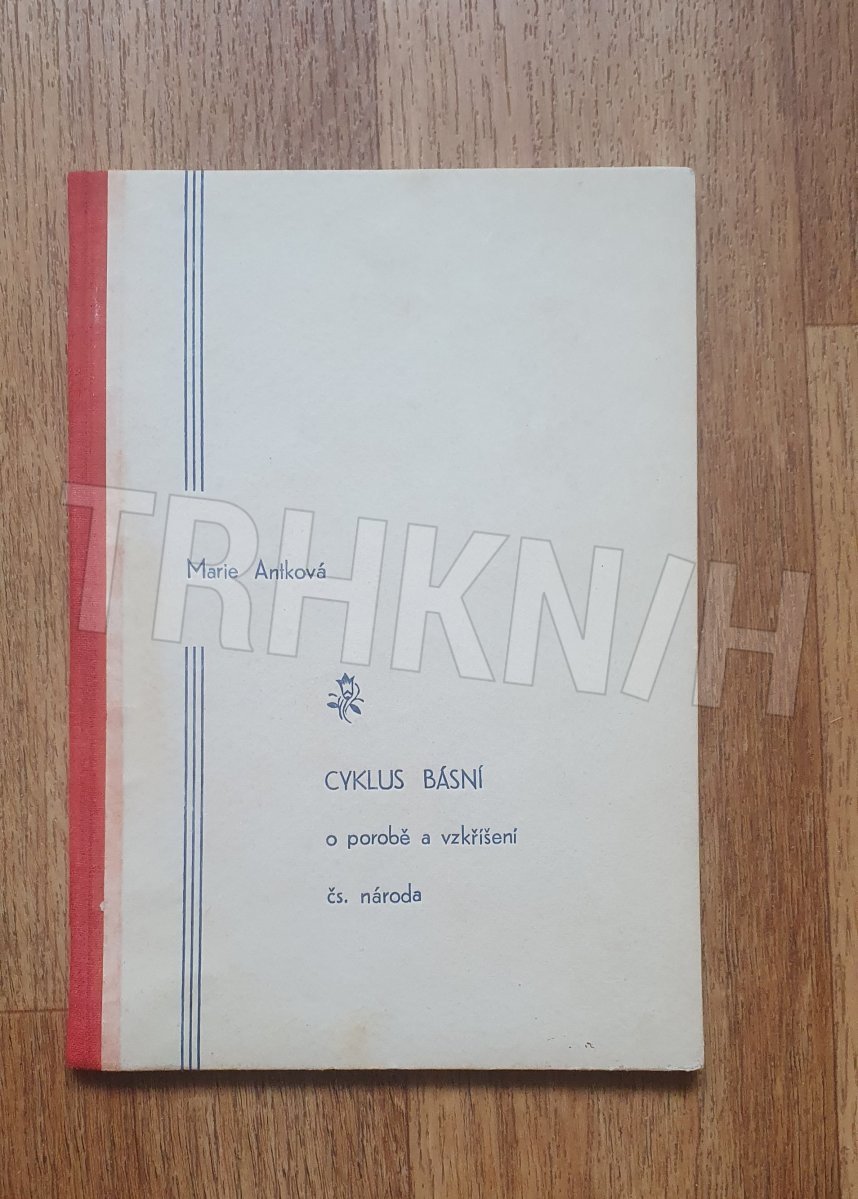 Marie Antková
TRHKNIH
CYKLUS BÁSNÍ
o porobě a vzkříšení
čs. národa